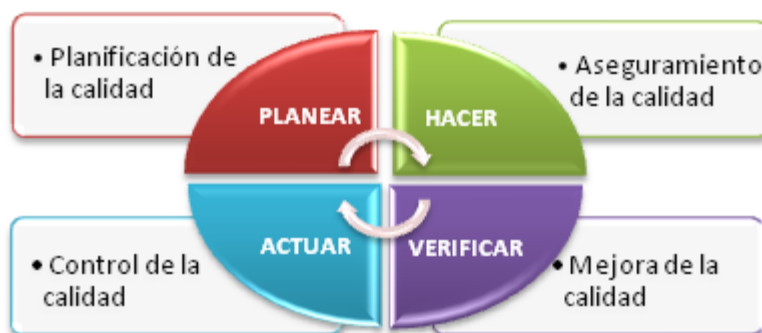 • Planificación de
la calidad
PLANEAR
HACER
• Aseguramiento
de la calidad
• Control de la
calidad
ACTUAR
VERIFICAR
• Mejora de la
calidad